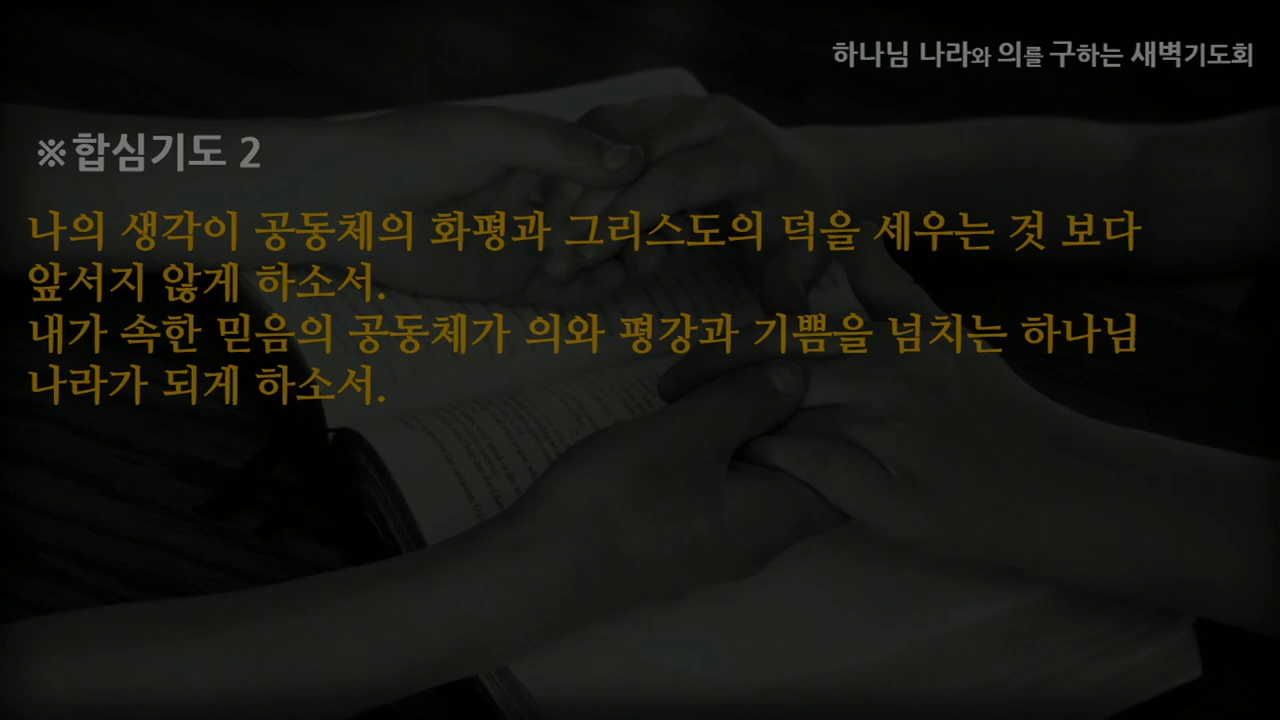 하나님 나라와 의를 구하는 새벽기도회
※합심기도 2
나의 생각이 공동체의 화평과 그리스도의 덕을 세우는 것 보다
앞서지 않게 하소서.
내가 속한 믿음의 공동체가 의와 평강과 기쁨을 넘치는 하나님
나라가 되게 하소서.